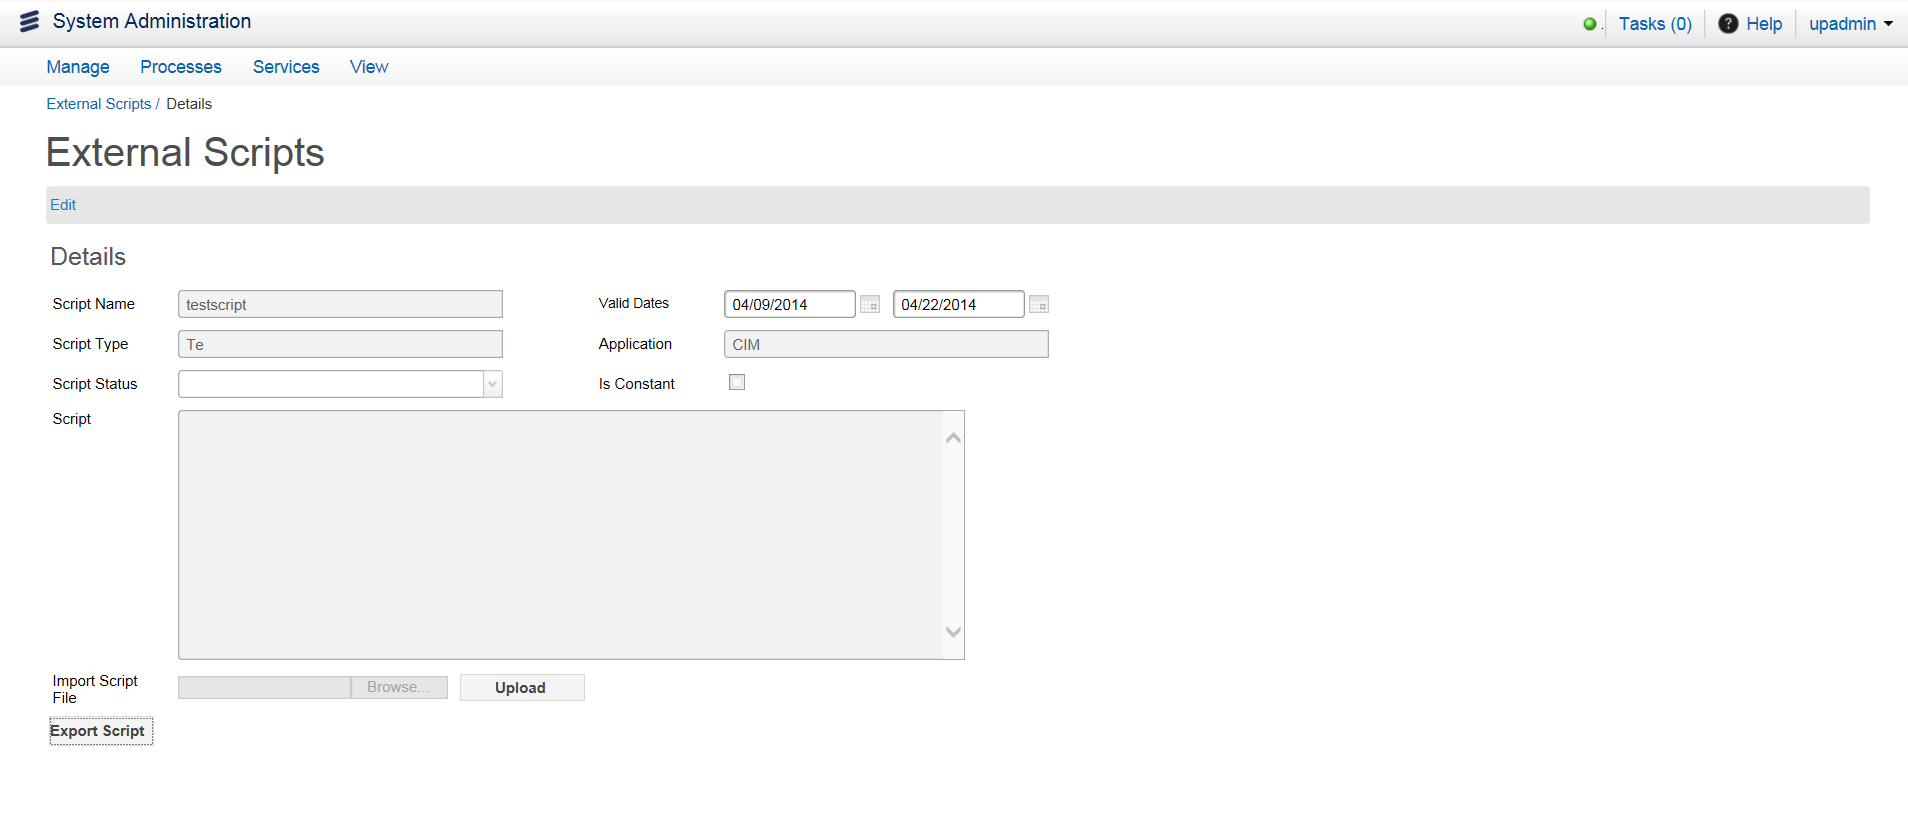 System Administration
Tasks (0)
? Help
upadmin
Manage Processes Services View
External Scripts / Details
External Scripts
Edit
Details
Script Name testscript Valid Dates 04/09/2014 04/22/2014
Script Type Te Application CIM
Script Status Is Constant
Script
Import Script
File
Browse... Upload
Export Script